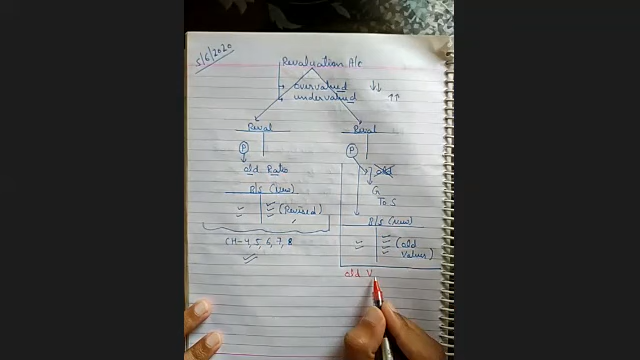 5/6/2020
Revaluation A/c
overvalued ↓↓
undervalued ↑↑
Reval
Reval
P
P
old Ratio
old
G
To S
B/S (New)
(Revised)
B/S (New)
(old
values)
CH-4, 5, 6, 7, 8
old V